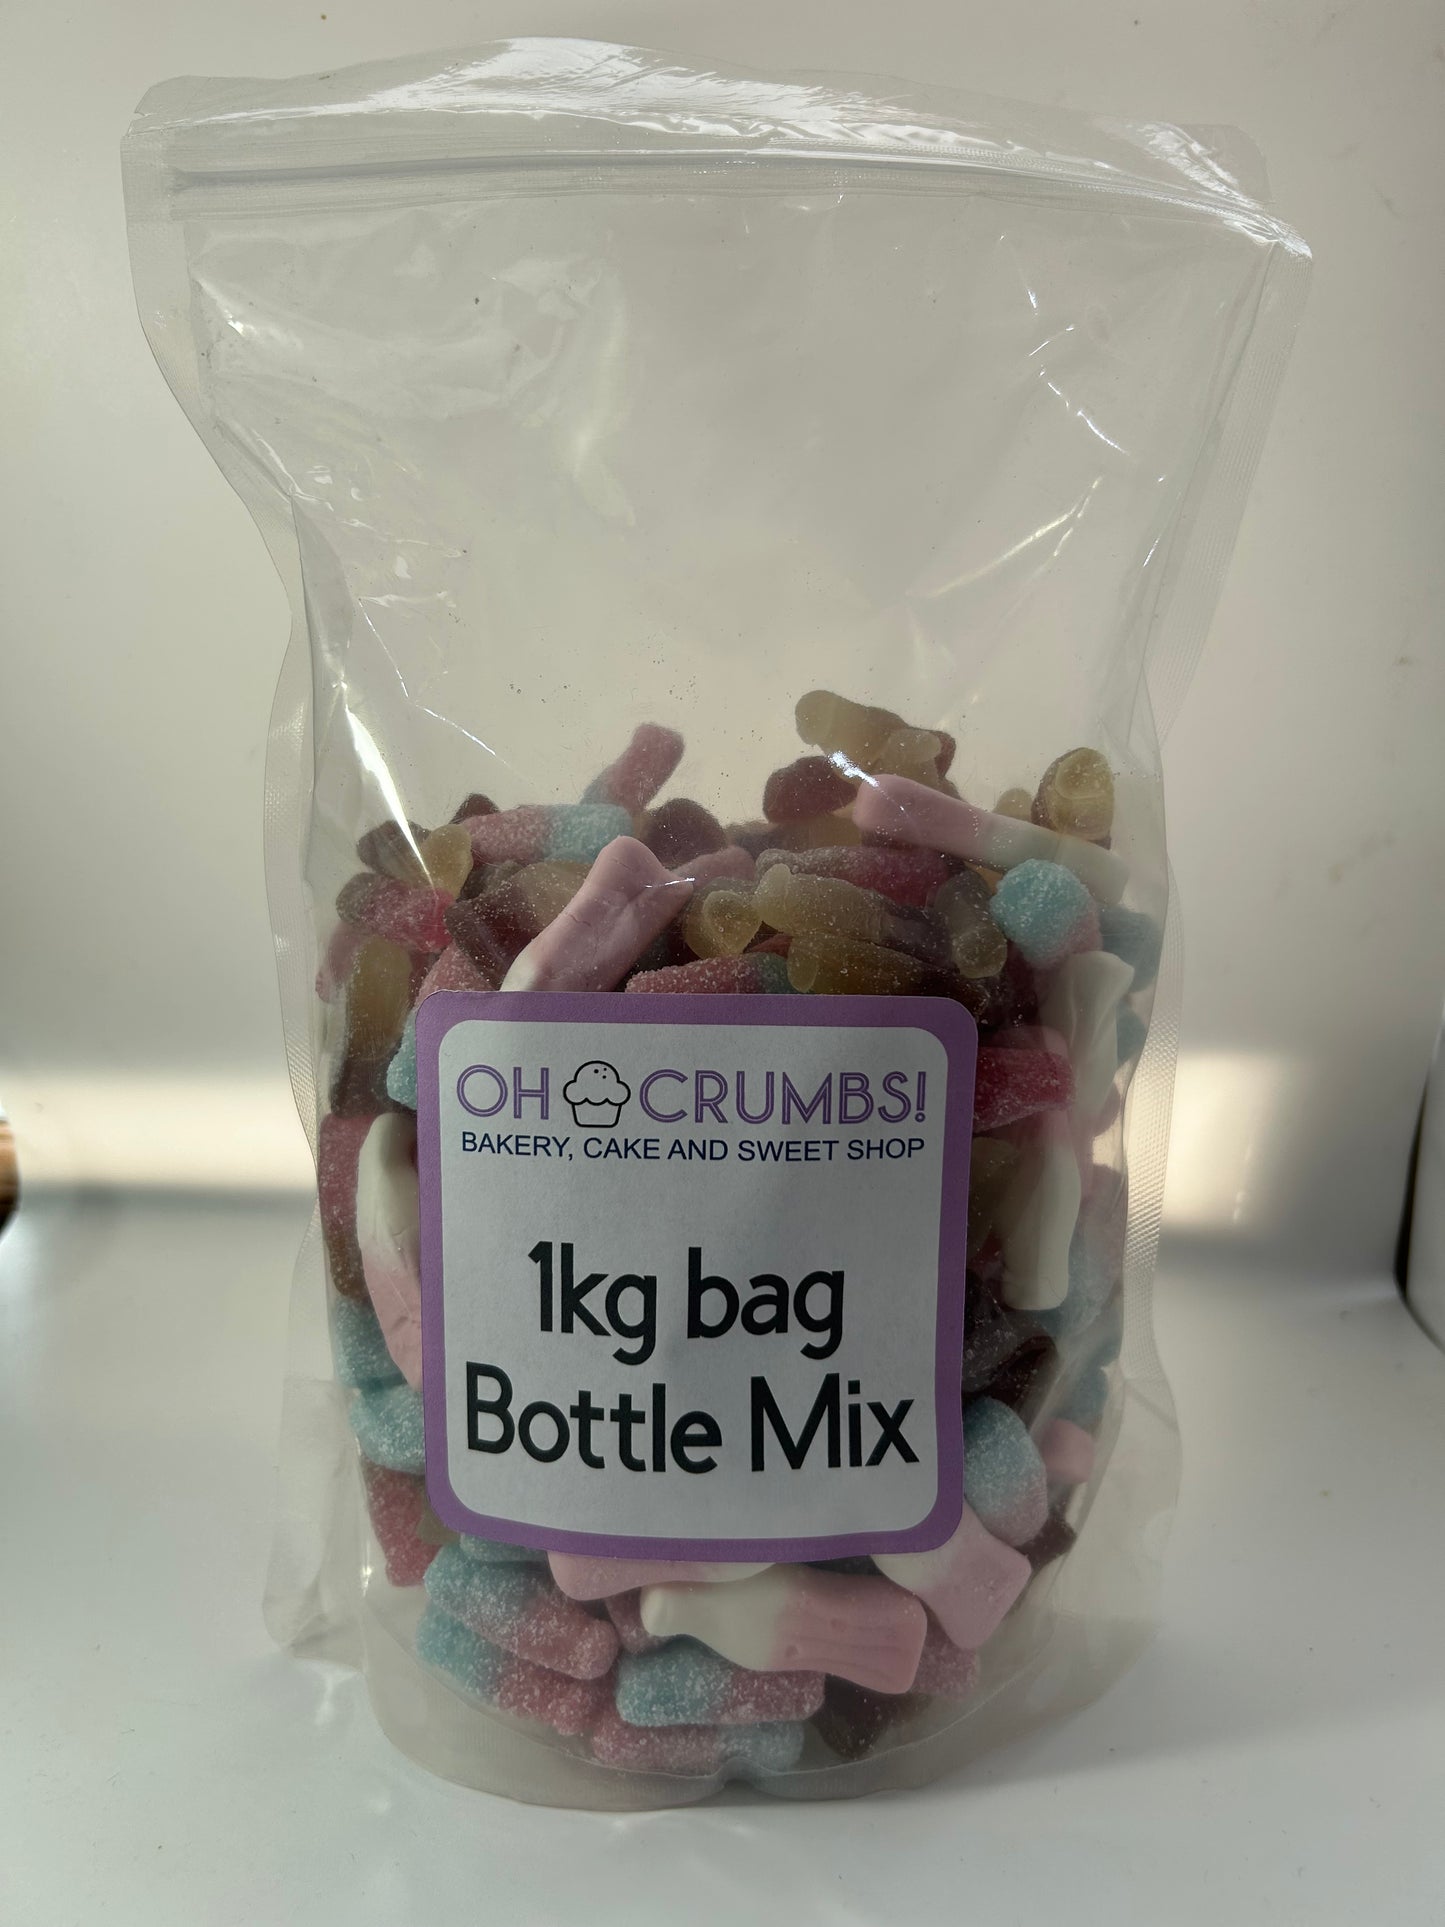 OH CRUMBS!
BAKERY, CAKE AND SWEET SHOP
1kg bag
Bottle Mix